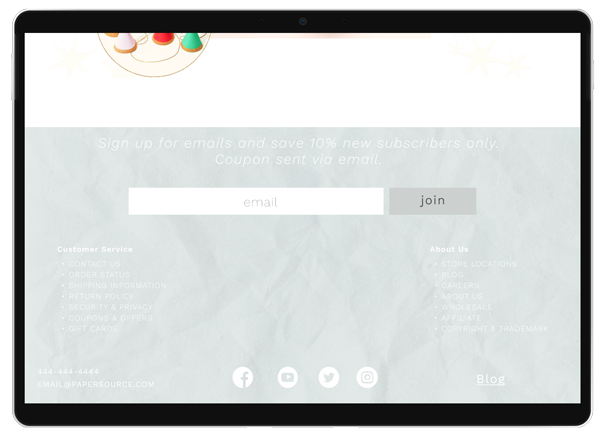 Sign up for emails and save 10% new subscribers only.
Coupon sent via email.
email
join
Customer Service
• CONTACT US
• ORDER STATUS
• SHIPPING INFORMATION
• RETURN POLICY
• SECURITY & PRIVACY
• COUPONS & OFFERS
• GIFT CARDS
About Us
• STORE LOCATIONS
• BLOG
• CAREERS
• ABOUT US
• WHOLESALE
• AFFILIATE
• COPYRIGHT & TRADEMARK
444-444-4444
EMAIL@PAPERSOURCE.COM
Blog